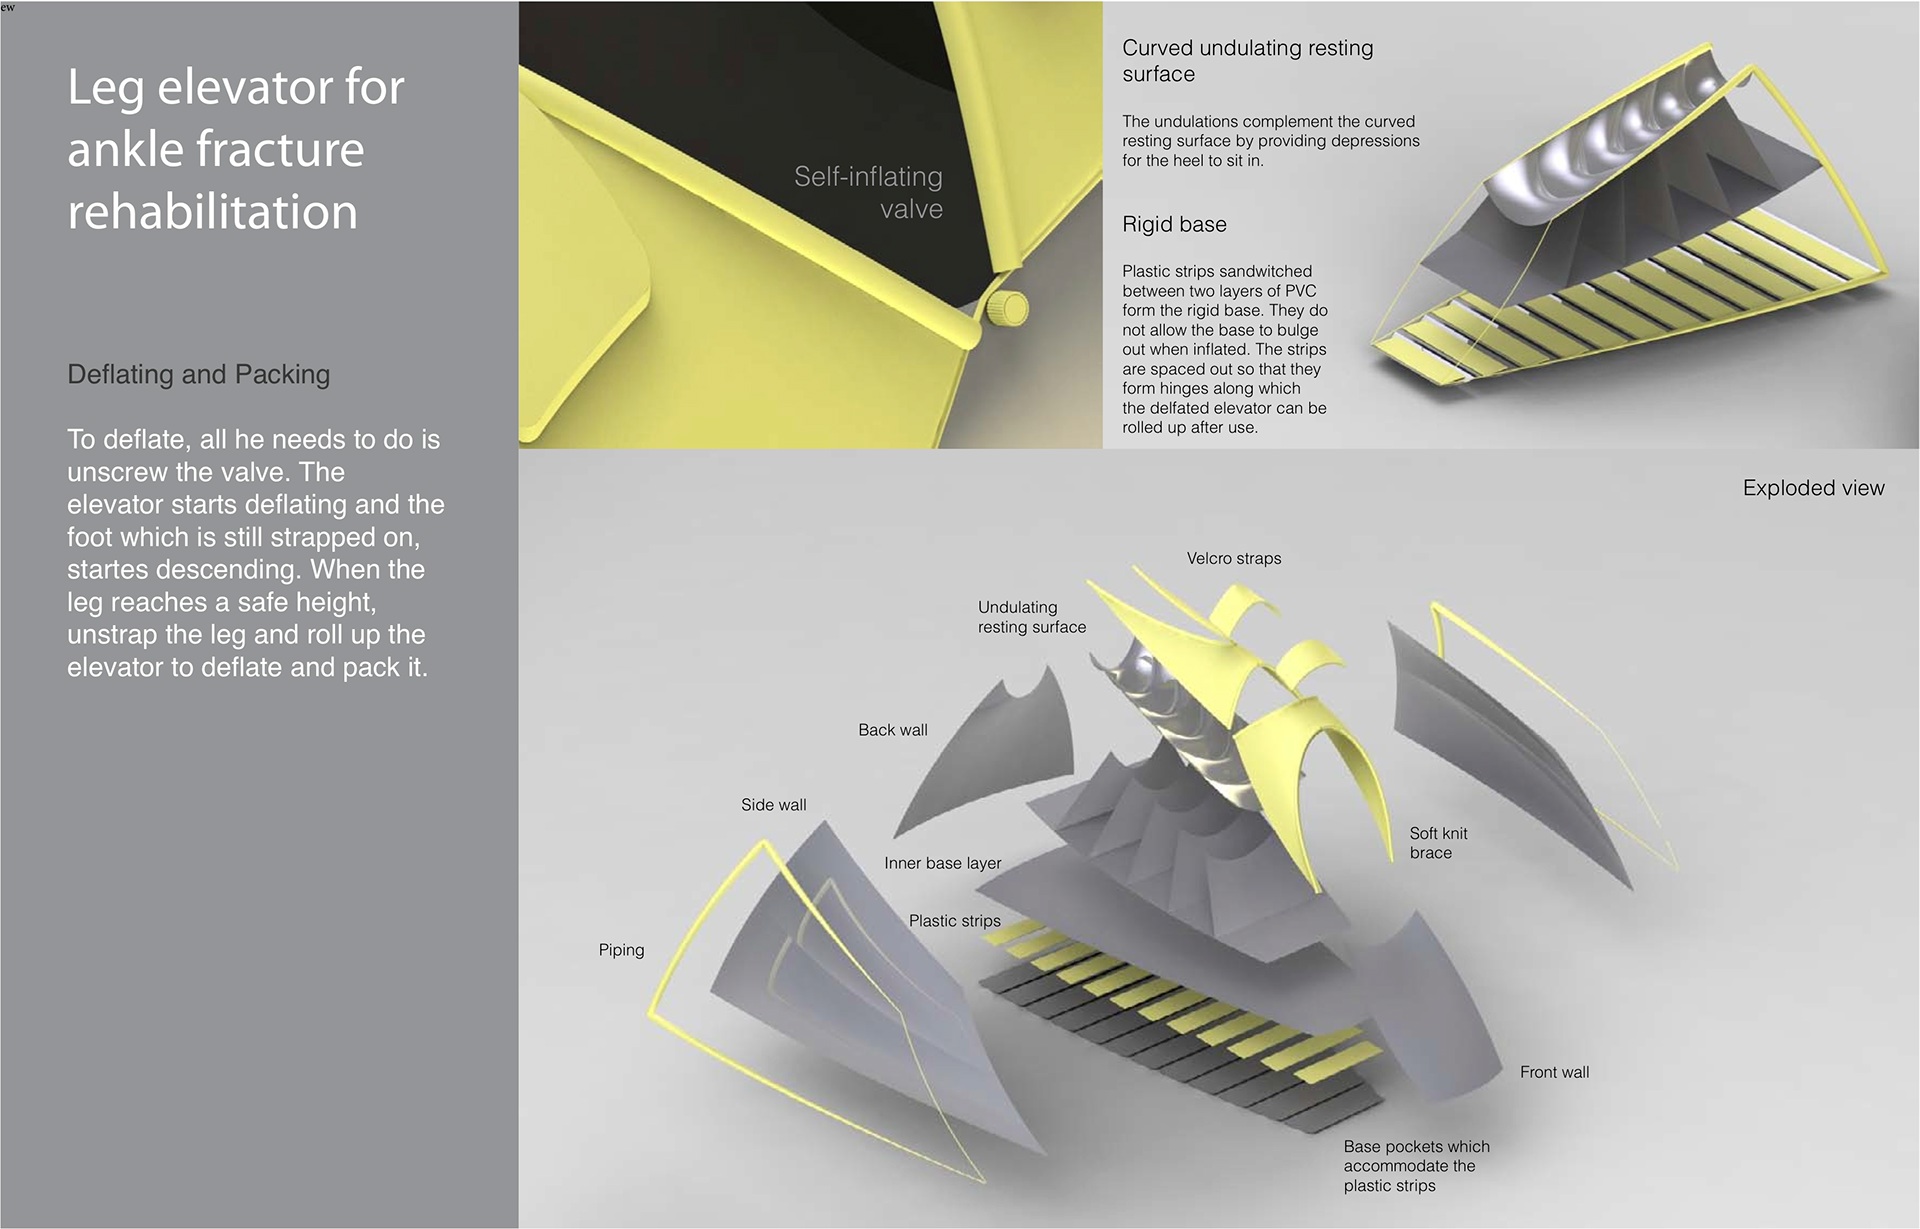 ew
Leg elevator for
ankle fracture
rehabilitation
Deflating and Packing
To deflate, all he needs to do is
unscrew the valve. The
elevator starts deflating and the
foot which is still strapped on,
startes descending. When the
leg reaches a safe height,
unstrap the leg and roll up the
elevator to deflate and pack it.
Self-inflating
valve
Curved undulating resting
surface
The undulations complement the curved
resting surface by providing depressions
for the heel to sit in.
Rigid base
Plastic strips sandwitched
between two layers of PVC
form the rigid base. They do
not allow the base to bulge
out when inflated. The strips
are spaced out so that they
form hinges along which
the delfated elevator can be
rolled up after use.
Exploded view
Velcro straps
Undulating
resting surface
Back wall
Side wall
Soft knit
brace
Inner base layer
Plastic strips
Piping
Front wall
Base pockets which
accommodate the
plastic strips